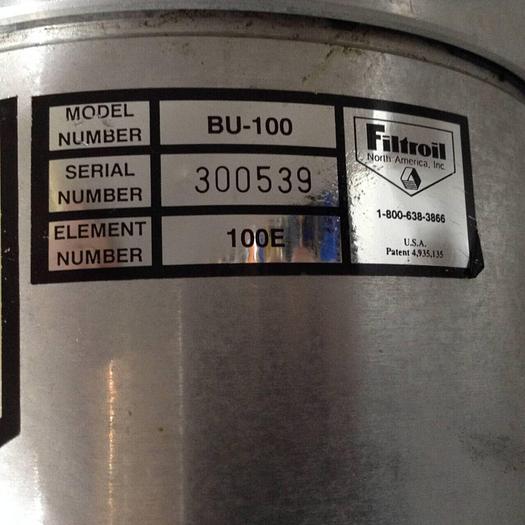 MODEL NUMBER
BU-100
SERIAL NUMBER
300539
ELEMENT NUMBER
100E
Filtroil
North America, Inc.
1-800-638-3866
U.S.A.
Patent 4,935,135